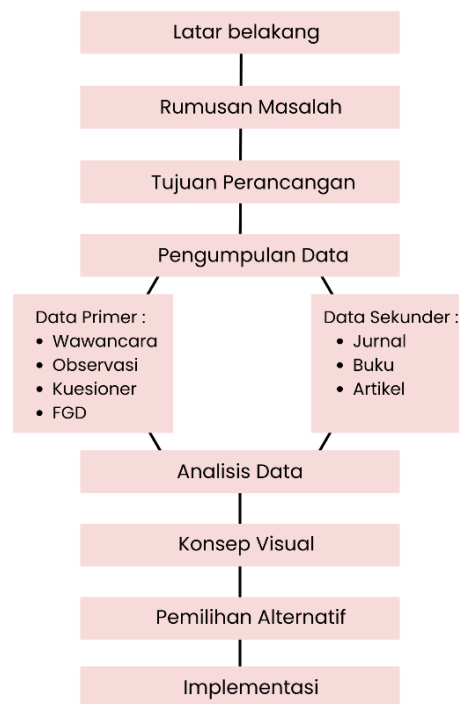 Latar belakang
Rumusan Masalah
Tujuan Perancangan
Pengumpulan Data
Data Primer :
• Wawancara
• Observasi
• Kuesioner
• FGD
Data Sekunder :
• Jurnal
• Buku
• Artikel
Analisis Data
Konsep Visual
Pemilihan Alternatif
Implementasi